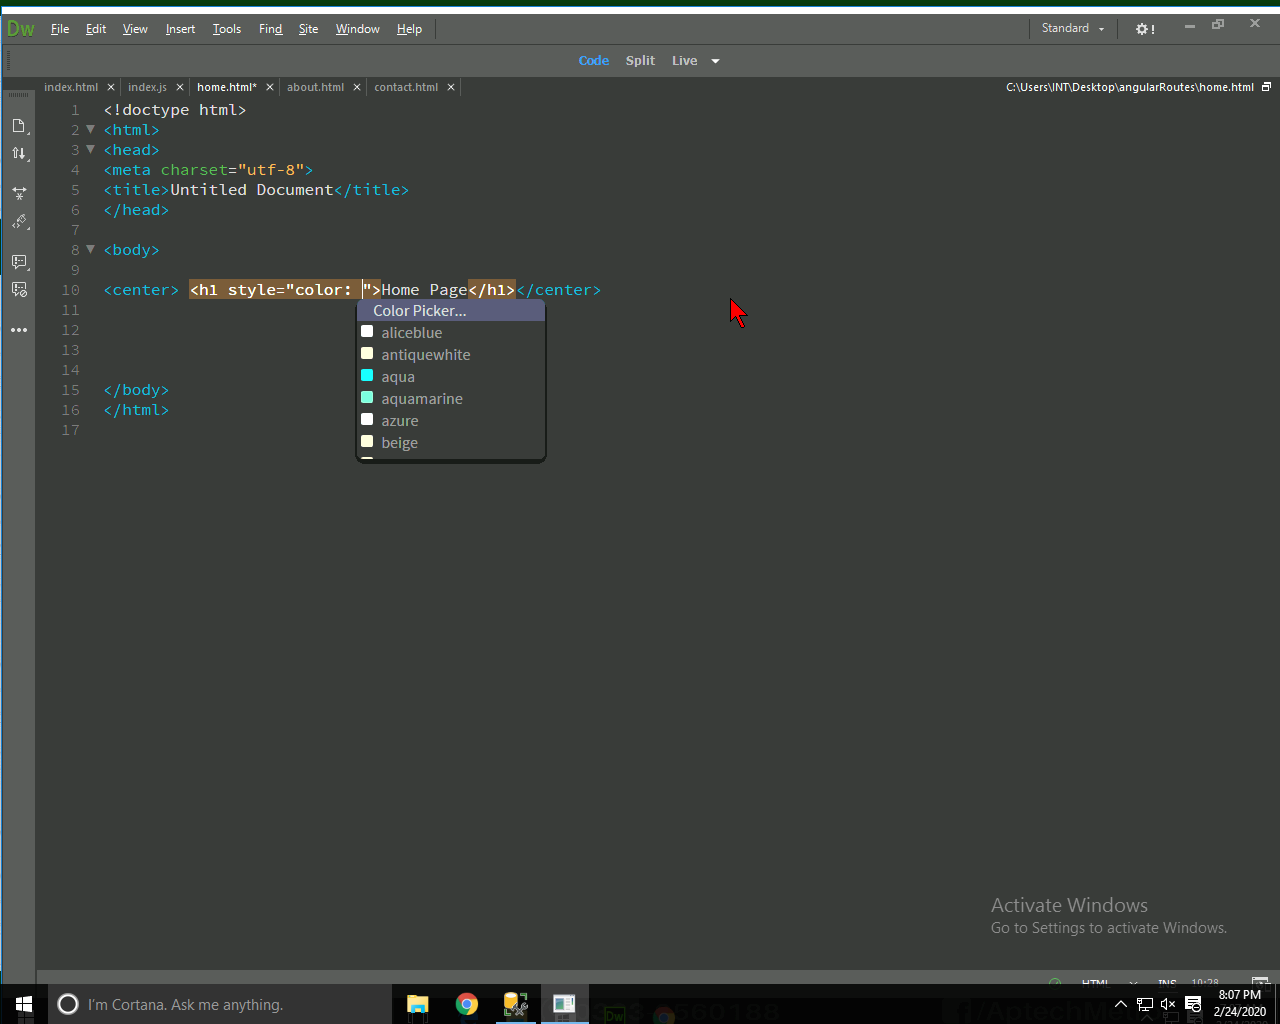 Dw File Edit View Insert Tools Find Site Window Help Standard !
Code Split Live
index.html × index.js × home.html* × about.html × contact.html × C:\Users\INT\Desktop\angularRoutes\home.html
1 <!doctype html>
2 <html>
3 <head>
4 <meta charset="utf-8">
5 <title>Untitled Document</title>
6 </head>
7
8 <body>
9
10 <center> <h1 style="color: ">Home Page</h1></center>
11
12
13
14
15 </body>
16 </html>
17
Color Picker...
aliceblue
antiquewhite
aqua
aquamarine
azure
beige
Activate Windows
Go to Settings to activate Windows.
HTML INS 10:28
I'm Cortana. Ask me anything.
8:07 PM
2/24/2020